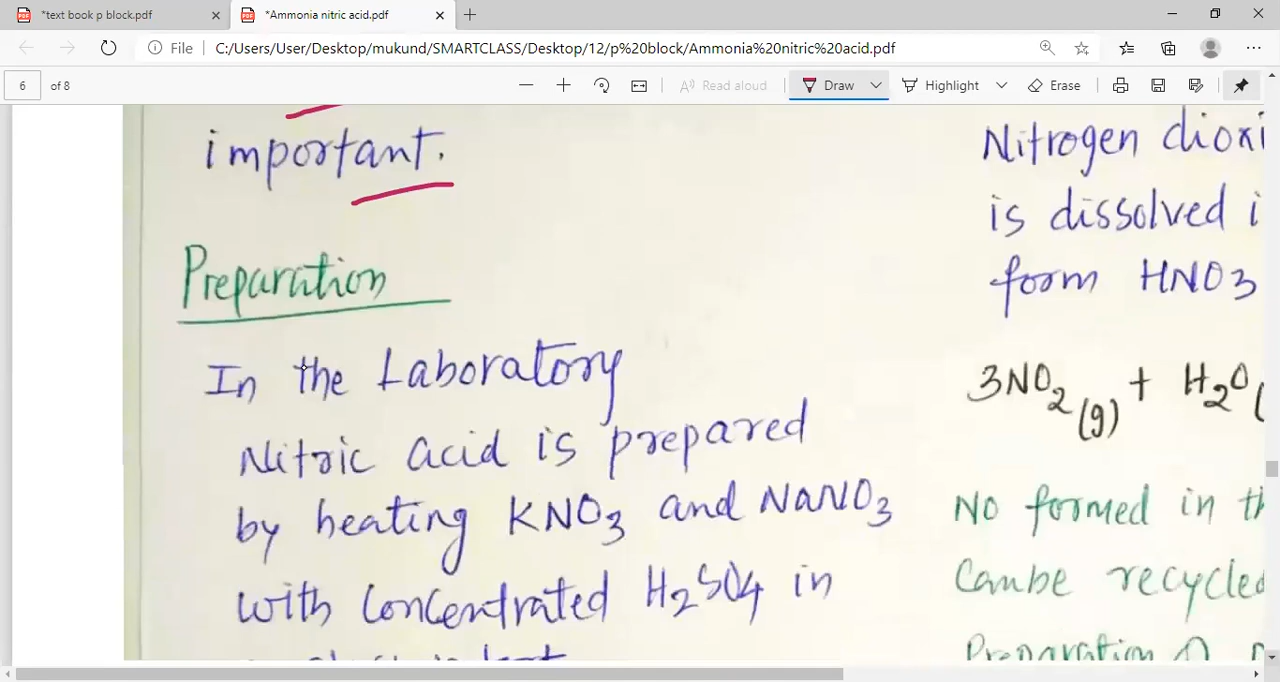 *text book p block.pdf
*Ammonia nitric acid.pdf
File
C:/Users/User/Desktop/mukund/SMARTCLASS/Desktop/12/p%20block/Ammonia%20nitric%20acid.pdf
6 of 8
Read aloud
Draw
Highlight
Erase
important.
Preparation
In the Laboratory
Nitric acid is prepared
by heating KNO3 and NaNO3
with concentrated H2SO4 in
Nitrogen dioxi
is dissolved i
form HNO3
3NO2(g) + H2O(
NO formed in th
Canbe recycled
Preparation